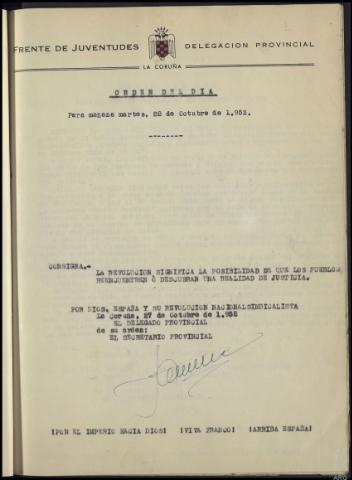 FRENTE DE JUVENTUDES DELEGACION PROVINCIAL
LA CORUÑA
ORDEN DEL DIA
Para mañana martes, 28 de Octubre de 1.952.
--------
CONSIGNA.-
LA REVOLUCION SIGNIFICA LA POSIBILIDAD DE QUE LOS PUEBLOS
REENCUENTREN Ó DESCUBRAN UNA REALIDAD DE JUSTICIA.
POR DIOS, ESPAÑA Y SU REVOLUCION NACIONALSINDICALISTA
La Coruña, 27 de Octubre de 1,952
EL DELEGADO PROVINCIAL
de su orden:
EL SECRETARIO PROVINCIAL
¡POR EL IMPERIO HACIA DIOS! ¡VIVA FRANCO! ¡ARRIBA ESPAÑA!